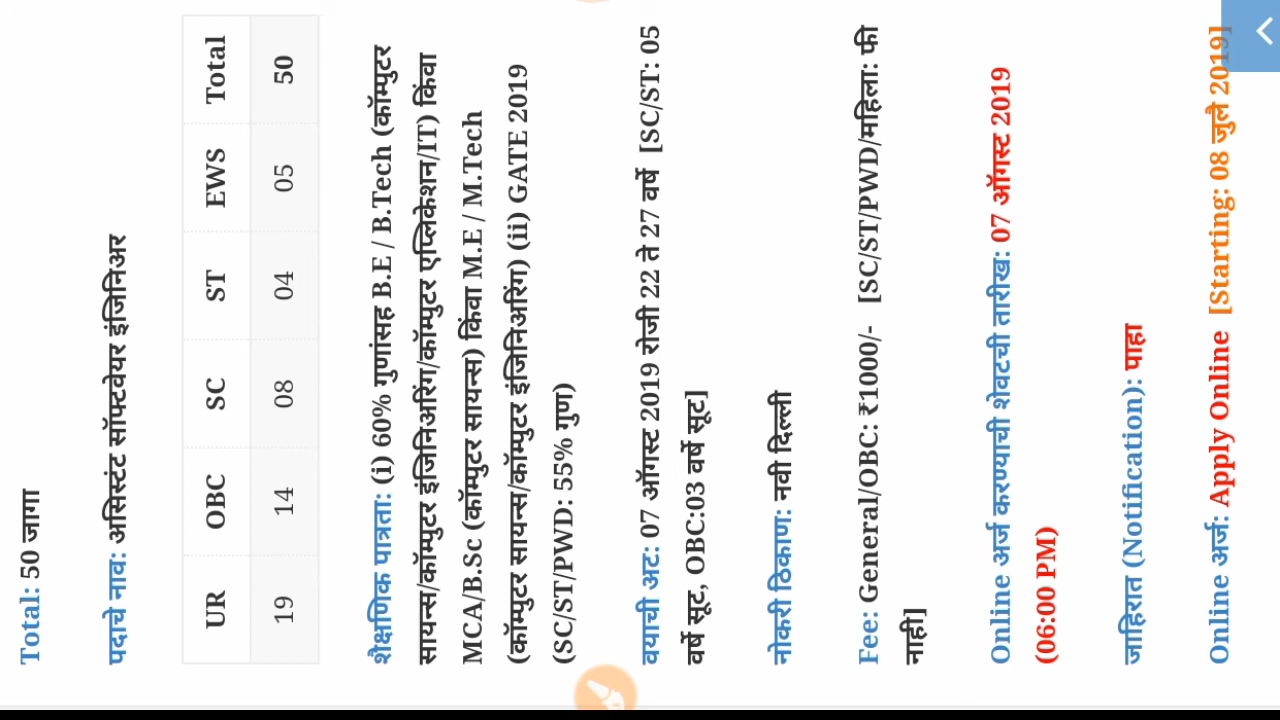 Total: 50 जागा
पदाचे नाव: असिस्टंट सॉफ्टवेयर इंजिनिअर
UR OBC SC ST EWS Total
19 14 08 04 05 50
शैक्षणिक पात्रता: (i) 60% गुणांसह B.E / B.Tech (कॉम्पुटर
सायन्स/कॉम्पुटर इंजिनिअरिंग/कॉम्पुटर एप्लिकेशन/IT) किंवा
MCA/B.Sc (कॉम्पुटर सायन्स) किंवा M.E / M.Tech
(कॉम्पुटर सायन्स/कॉम्पुटर इंजिनिअरिंग) (ii) GATE 2019
(SC/ST/PWD: 55% गुण)
वयाची अट: 07 ऑगस्ट 2019 रोजी 22 ते 27 वर्षे [SC/ST: 05
वर्षे सूट, OBC:03 वर्षे सूट]
नोकरी ठिकाण: नवी दिल्ली
Fee: General/OBC: ₹1000/- [SC/ST/PWD/महिला: फी
नाही]
Online अर्ज करण्याची शेवटची तारीख: 07 ऑगस्ट 2019
(06:00 PM)
जाहिरात (Notification): पाहा
Online अर्ज: Apply Online [Starting: 08 जुलै 2019]